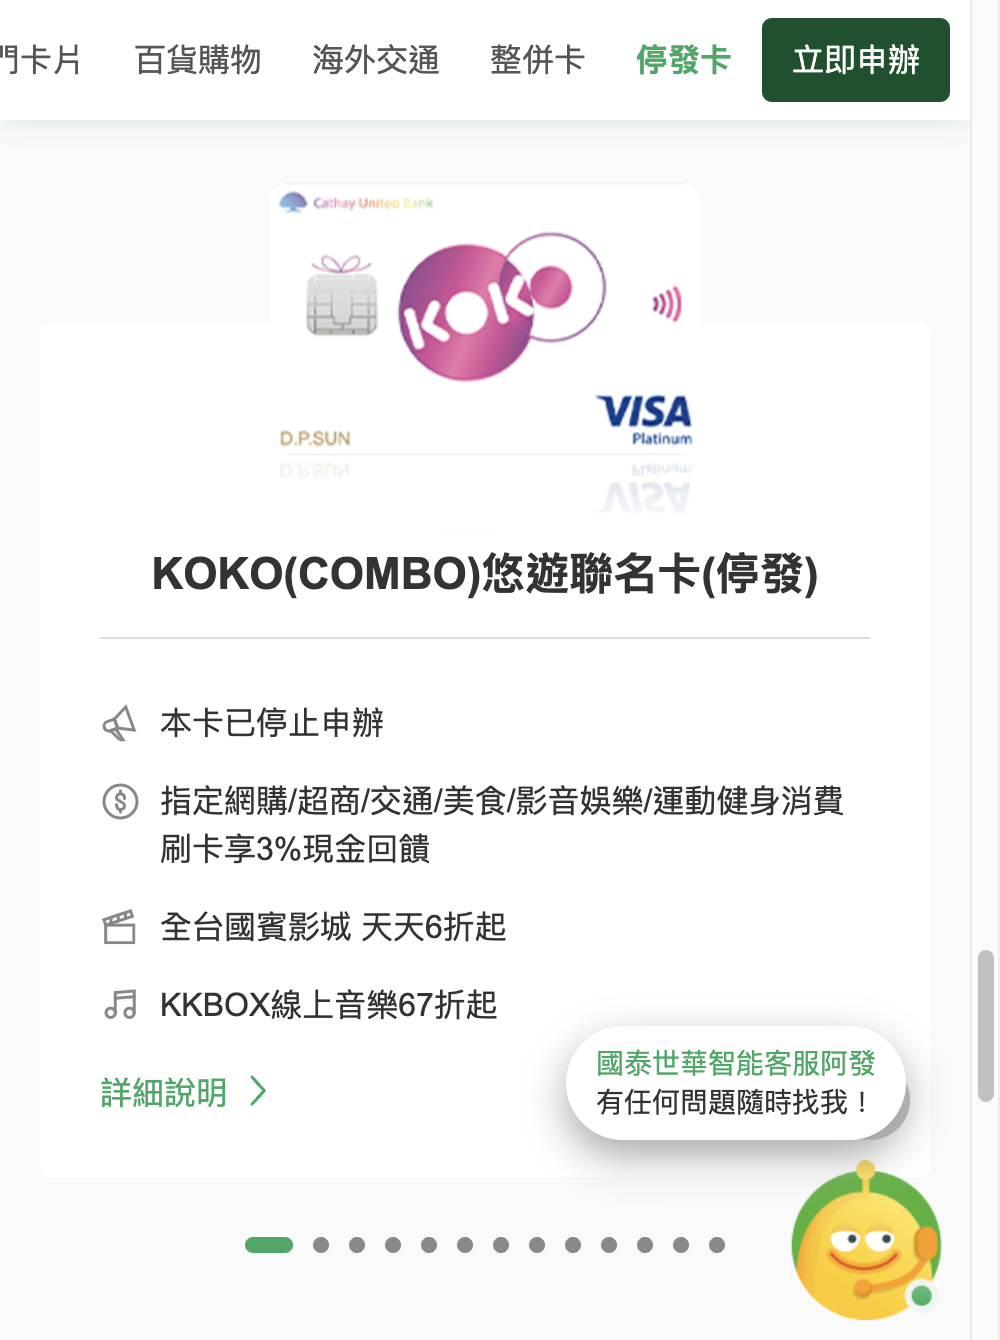 門卡片 百貨購物 海外交通 整併卡 停發卡 立即申辦
Cathay United Bank
KOKO
VISA
Platinum
D.P.SUN
KOKO(COMBO)悠遊聯名卡(停發)
本卡已停止申辦
指定網購/超商/交通/美食/影音娛樂/運動健身消費
刷卡享3%現金回饋
全台國賓影城 天天6折起
KKBOX線上音樂67折起
詳細說明
國泰世華智能客服阿發
有任何問題隨時找我！